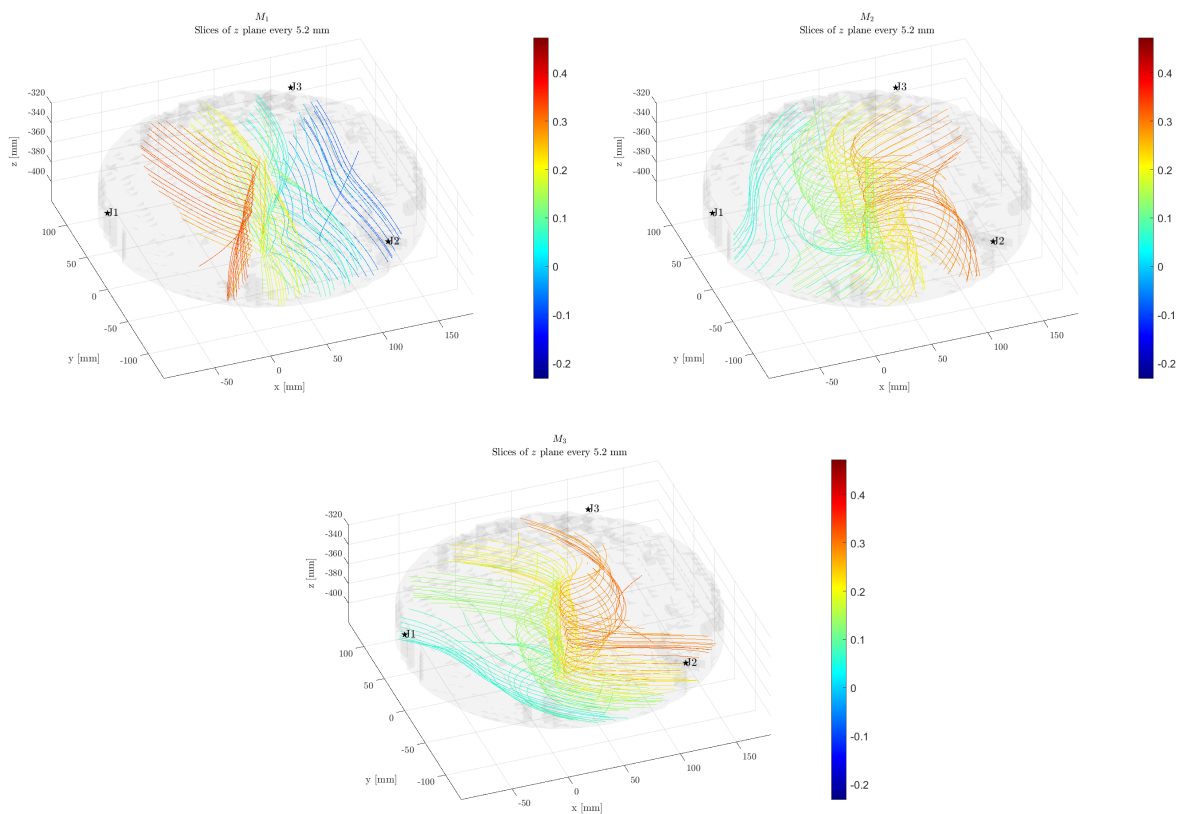 M₁
Slices of z plane every 5.2 mm
-320
-340
-360
-380
-400
z [mm]
100
50
0
-50
-100
y [mm]
-50
0
50
100
150
x [mm]
J1
J2
J3
0.4
0.3
0.2
0.1
0
-0.1
-0.2
M₂
Slices of z plane every 5.2 mm
-320
-340
-360
-380
-400
z [mm]
100
50
0
-50
-100
y [mm]
-50
0
50
100
150
x [mm]
J1
J2
J3
0.4
0.3
0.2
0.1
0
-0.1
-0.2
M₃
Slices of z plane every 5.2 mm
-320
-340
-360
-380
-400
z [mm]
100
50
0
-50
-100
y [mm]
-50
0
50
100
150
x [mm]
J1
J2
J3
0.4
0.3
0.2
0.1
0
-0.1
-0.2